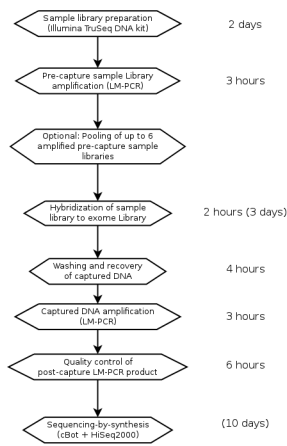 Sample library preparation
(Illumina TruSeq DNA kit)
2 days
Pre-capture sample Library
amplification (LM-PCR)
3 hours
Optional: Pooling of up to 6
amplified pre-capture sample
libraries
Hybridization of sample
library to exome Library
2 hours (3 days)
Washing and recovery
of captured DNA
4 hours
Captured DNA amplification
(LM-PCR)
3 hours
Quality control of
post-capture LM-PCR product
6 hours
Sequencing-by-synthesis
(cBot + HiSeq2000)
(10 days)